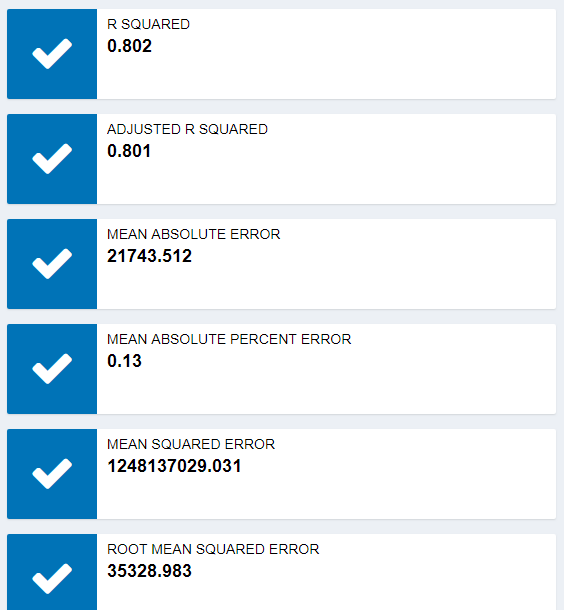 R SQUARED
0.802
ADJUSTED R SQUARED
0.801
MEAN ABSOLUTE ERROR
21743.512
MEAN ABSOLUTE PERCENT ERROR
0.13
MEAN SQUARED ERROR
1248137029.031
ROOT MEAN SQUARED ERROR
35328.983